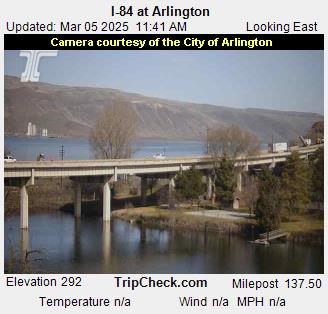 I-84 at Arlington
Updated: Mar 05 2025 11:41 AM Looking East
Camera courtesy of the City of Arlington
Elevation 292 TripCheck.com Milepost 137.50
Temperature n/a Wind n/a MPH n/a